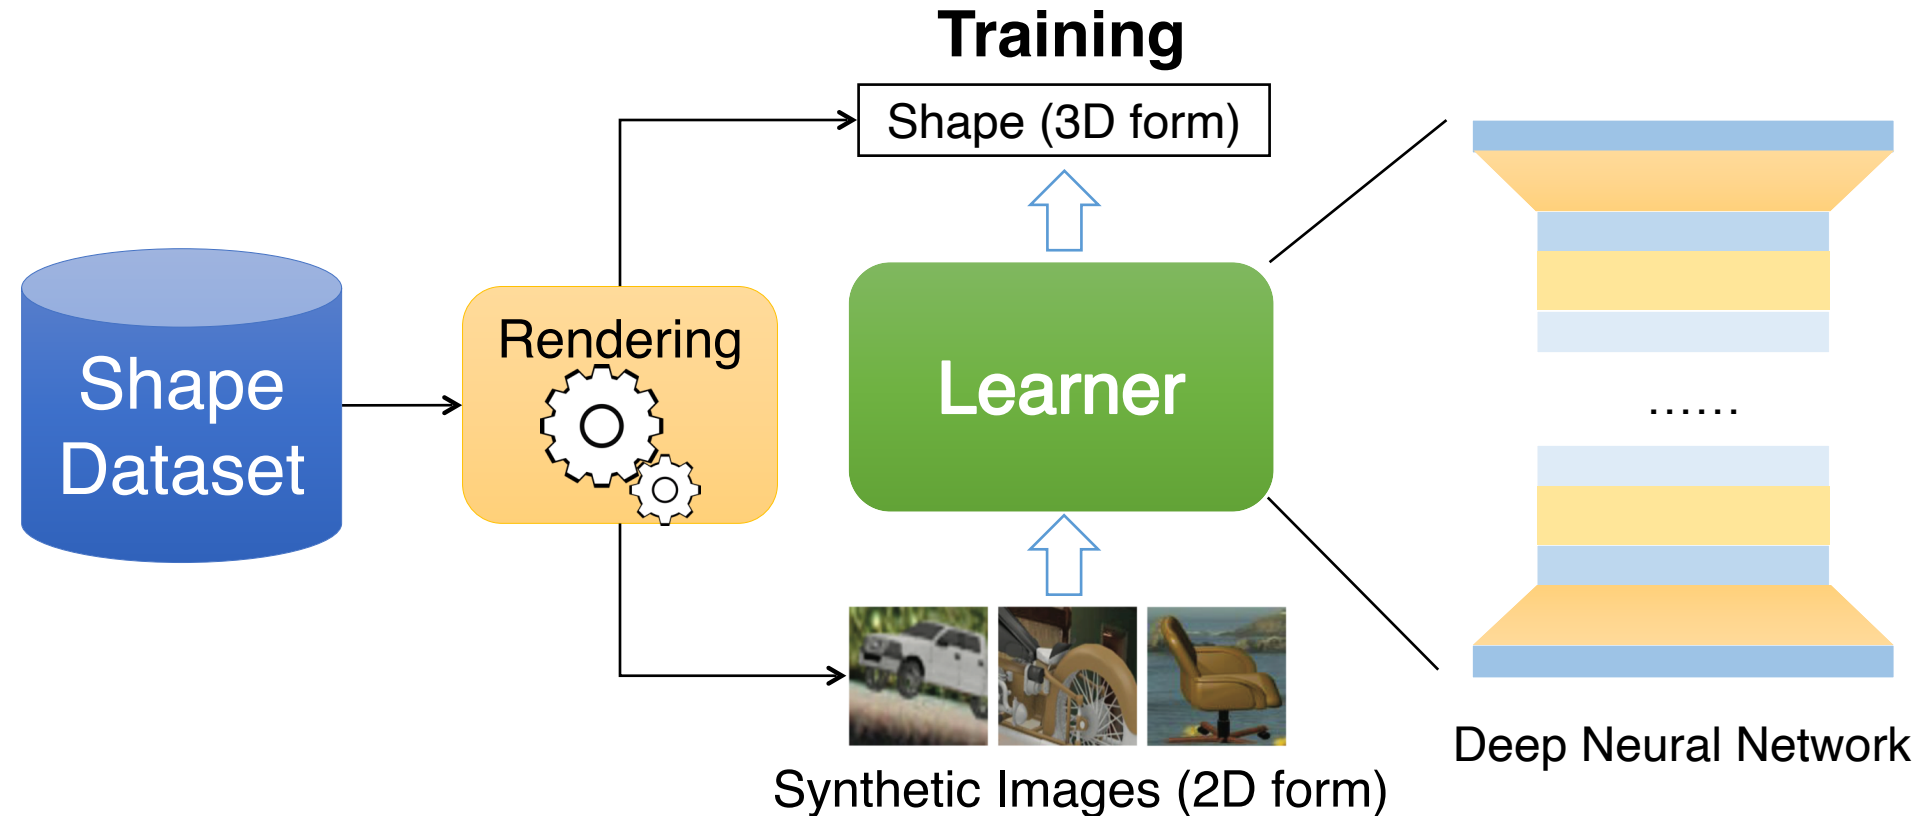 Training
Shape (3D form)
Rendering
Shape
Dataset
Learner
......
Synthetic Images (2D form)
Deep Neural Network